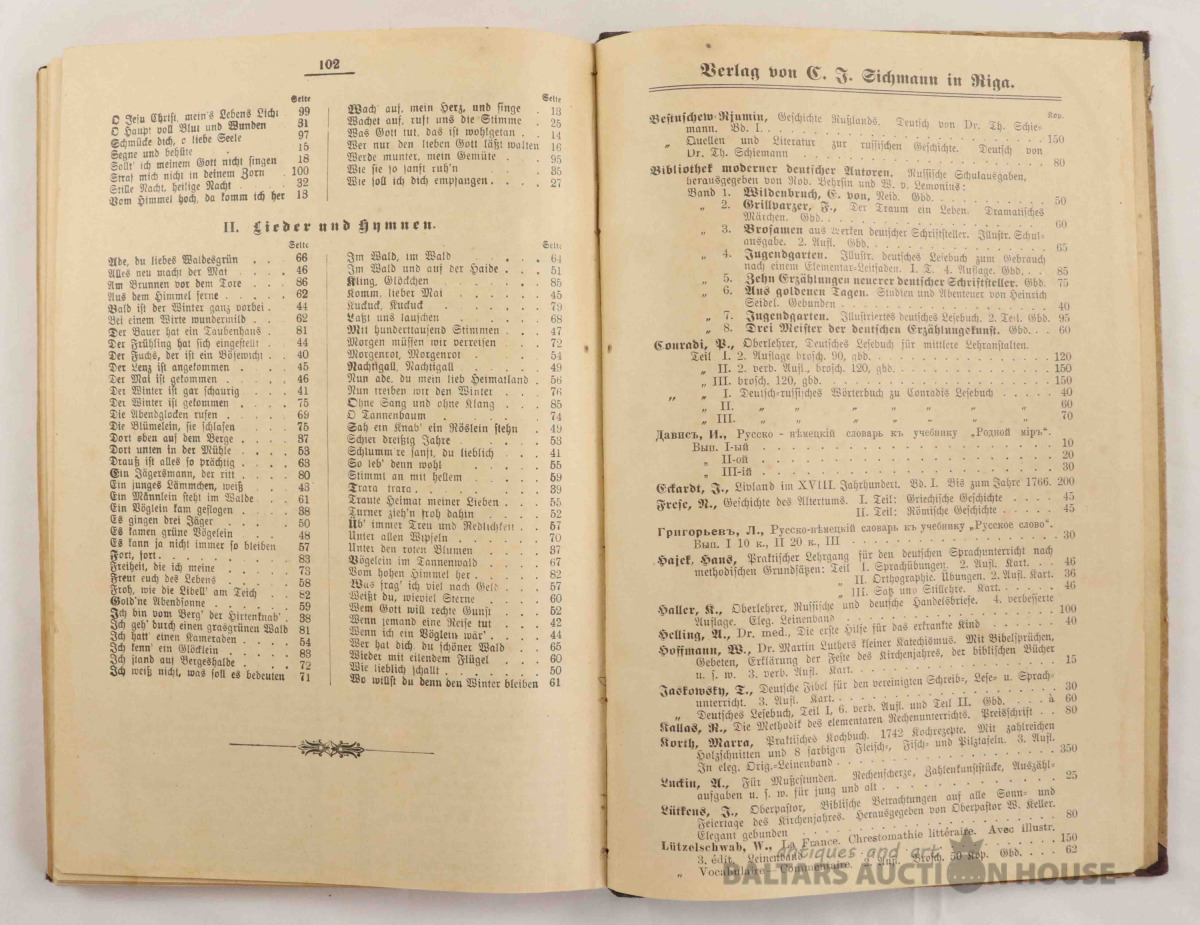 102
Seite
O Jesu Christ, mein's Lebens Licht 99
O Haupt voll Blut und Wunden 31
Schmücke dich, o liebe Seele 97
Segne und behüte 15
Sollt' ich meinem Gott nicht singen 18
Straf mich nicht in deinem Zorn 100
Stille Nacht, heilige Nacht 32
Vom Himmel hoch, da komm ich her 13
Seite
Wach' auf, mein Herz, und singe 13
Wachet auf, ruft uns die Stimme 25
Was Gott tut, das ist wohlgetan 14
Wer nur den lieben Gott läßt walten 16
Werde munter, mein Gemüte 95
Wie sie so sanft ruh'n 35
Wie soll ich dich empfangen 27
II. Lieder und Hymnen.
Seite
Ade, du liebes Waldesgrün 66
Alles neu macht der Mai 46
Am Brunnen vor dem Tore 86
Aus dem Himmel ferne 62
Bald ist der Winter ganz vorbei 44
Bei einem Wirte wundermild 62
Der Bauer hat ein Taubenhaus 81
Der Frühling hat sich eingestellt 44
Der Fuchs, der ist ein Bösewicht 40
Der Lenz ist angekommen 45
Der Mai ist gekommen 46
Der Winter ist gar schaurig 41
Der Winter ist gekommen 75
Die Abendglocken rufen 69
Die Blümelein, sie schlafen 75
Dort oben auf dem Berge 37
Dort unten in der Mühle 53
Drauß ist alles so prächtig 63
Ein Jägersmann, der ritt 80
Ein junges Lämmchen, weiß 43
Ein Männlein steht im Walde 61
Ein Vöglein kam geflogen 38
Es gingen drei Jäger 50
Es kamen grüne Vögelein 48
Es kann ja nicht immer so bleiben 57
Fort, fort 83
Freiheit, die ich meine 73
Freut euch des Lebens 58
Froh, wie die Libell' am Teich 82
Gold'ne Abendsonne 59
Ich bin vom Berg' der Hirtenknab' 38
Ich geh' durch einen grasgrünen Wald 81
Ich hatt' einen Kameraden 54
Ich kenn' ein Glöcklein 83
Ich stand auf Bergeshalde 72
Ich weiß nicht, was soll es bedeuten 71
Seite
Im Wald, im Wald 64
Im Wald und auf der Haide 51
Kling, Glöckchen 85
Komm, lieber Mai 45
Kuckuck, Kuckuck 79
Laßt uns lauschen 68
Mit hunderttausend Stimmen 47
Morgen müssen wir verreisen 72
Morgenrot, Morgenrot 54
Nachtigall, Nachtigall 49
Nun ade, du mein lieb Heimatland 56
Nun treiben wir den Winter 76
Ohne Sang und ohne Klang 85
O Tannenbaum 74
Sah ein Knab' ein Röslein stehn 49
Schier dreißig Jahre 53
Schlumm're sanft, du lieblich 41
So leb' denn wohl 55
Stimmt an mit hellem 59
Trara trara 39
Traute Heimat meiner Lieben 55
Turner zieh'n froh dahin 52
Üb' immer Treu und Redlichkeit 57
Unter allen Wipfeln 70
Unter den roten Blumen 37
Vögelein im Tannenwald 67
Vom hohen Himmel her 82
Was frag' ich viel nach Geld 57
Weißt du, wieviel Sterne 60
Wem Gott will rechte Gunst 52
Wenn jemand eine Reise tut 42
Wenn ich ein Vöglein wär' 44
Wer hat dich, du schöner Wald 65
Wieder mit eilendem Flügel 60
Wie lieblich schallt 50
Wo willst du denn den Winter bleiben 61
Verlag von C. J. Sichmann in Riga.
Kop.
Bestuschew-Rjumin, Geschichte Rußlands. Deutsch von Dr. Th. Schie-
mann. Bd. I. 150
„ Quellen und Literatur zur russischen Geschichte. Deutsch von
Dr. Th. Schiemann 80
Bibliothek moderner deutscher Autoren. Russische Schulausgaben,
herausgegeben von Rob. Behrsin und W. v. Lemonius:
Band 1. Wildenbruch, E. von, Neid. Gbd. 50
„ 2. Grillparzer, F., Der Traum ein Leben. Dramatisches
Märchen. Gbd. 60
„ 3. Brosamen aus Werken deutscher Schriftsteller. Illustr. Schul-
ausgabe. 2. Aufl. Gbd. 65
„ 4. Jugendgarten. Illustr. deutsches Lesebuch zum Gebrauch
nach einem Elementar-Leitfaden. I. T. 4. Auflage. Gbd. 85
„ 5. Zehn Erzählungen neuerer deutscher Schriftsteller. Gbd. 75
„ 6. Aus goldenen Tagen. Studien und Abenteuer von Heinrich
Seidel. Gebunden 40
„ 7. Jugendgarten. Illustriertes deutsches Lesebuch. 2. Teil. Gbd. 95
„ 8. Drei Meister der deutschen Erzählungskunst. Gbd. 60
Conradi, P., Oberlehrer, Deutsches Lesebuch für mittlere Lehranstalten.
Teil I. 2. Auflage brosch. 90, gbd. 120
„ II. 2. verb. Aufl., brosch. 120, gbd. 150
„ III. brosch. 120, gbd. 150
„ „ I. Deutsch-russisches Wörterbuch zu Conradis Lesebuch 40
„ II. „ „ „ „ „ „ 60
„ III. „ „ „ „ „ „ 70
Дависъ, И., Русско-нѣмецкій словарь къ учебнику „Родной міръ“.
Вып. I-ый 10
„ II-ой 20
„ III-ій 30
Eckardt, J., Livland im XVIII. Jahrhundert. Bd. I. Bis zum Jahre 1766. 200
Frese, R., Geschichte des Altertums. I. Teil: Griechische Geschichte 45
II. Teil: Römische Geschichte 45
Григорьевъ, Л., Русско-нѣмецкій словарь къ учебнику „Русское слово“.
Вып. I 10 к., II 20 к., III 30
Hajek, Hans, Praktischer Lehrgang für den deutschen Sprachunterricht nach
methodischen Grundsätzen: Teil I. Sprachübungen. 2. Aufl. Kart. 46
„ II. Orthographie. Übungen. 2. Aufl. Kart. 36
„ III. Satz und Stillehre. Kart. 46
Haller, K., Oberlehrer, Russische und deutsche Handelsbriefe. 4. verbesserte
Auflage. Eleg. Leinenband 100
Helling, A., Dr. med., Die erste Hilfe für das erkrankte Kind 40
Hoffmann, W., Dr. Martin Luthers kleiner Katechismus. Mit Bibelsprüchen,
Gebeten, Erklärung der Feste des Kirchenjahres, der biblischen Bücher
u. s. w. 3. verb. Aufl. Kart. 15
Jaskowsky, T., Deutsche Fibel für den vereinigten Schreib-, Lese- u. Sprach-
unterricht. 3. Aufl. Kart. 30
„ Deutsches Lesebuch, Teil I, 6. verb. Aufl. und Teil II. Gbd. à 60
Kallas, R., Die Methodik des elementaren Rechenunterrichts. Preisschrift 80
Korth, Marra, Praktisches Kochbuch. 1742 Kochrezepte. Mit zahlreichen
Holzschnitten und 8 farbigen Fleisch-, Fisch- und Pilztafeln. 3. Aufl.
In eleg. Orig.-Leinenband 350
Luckin, A., Für Mußestunden. Rechenscherze, Zahlenkunststücke, Auszähl-
aufgaben u. s. w. für jung und alt 25
Lütkens, J., Oberpastor, Biblische Betrachtungen auf alle Sonn- und
Feiertage des Kirchenjahres. Herausgegeben von Oberpastor W. Keller.
Elegant gebunden 80
Lützelschwab, W., La France. Chrestomathie littéraire. Avec illustr.
3. édit. Leinenband 150
„ Vocabulaire-Commentaire. 3. Aufl. Brosch. 50 Kop. Gbd. 62
antiques and art
BALTARS AUCTION HOUSE